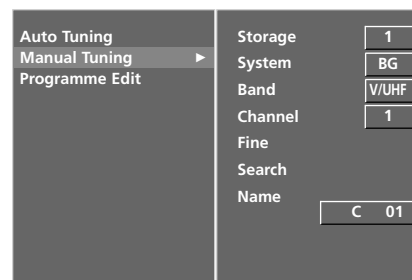 Auto Tuning
Manual Tuning ►
Programme Edit
Storage 1
System BG
Band V/UHF
Channel 1
Fine
Search
Name
C 01